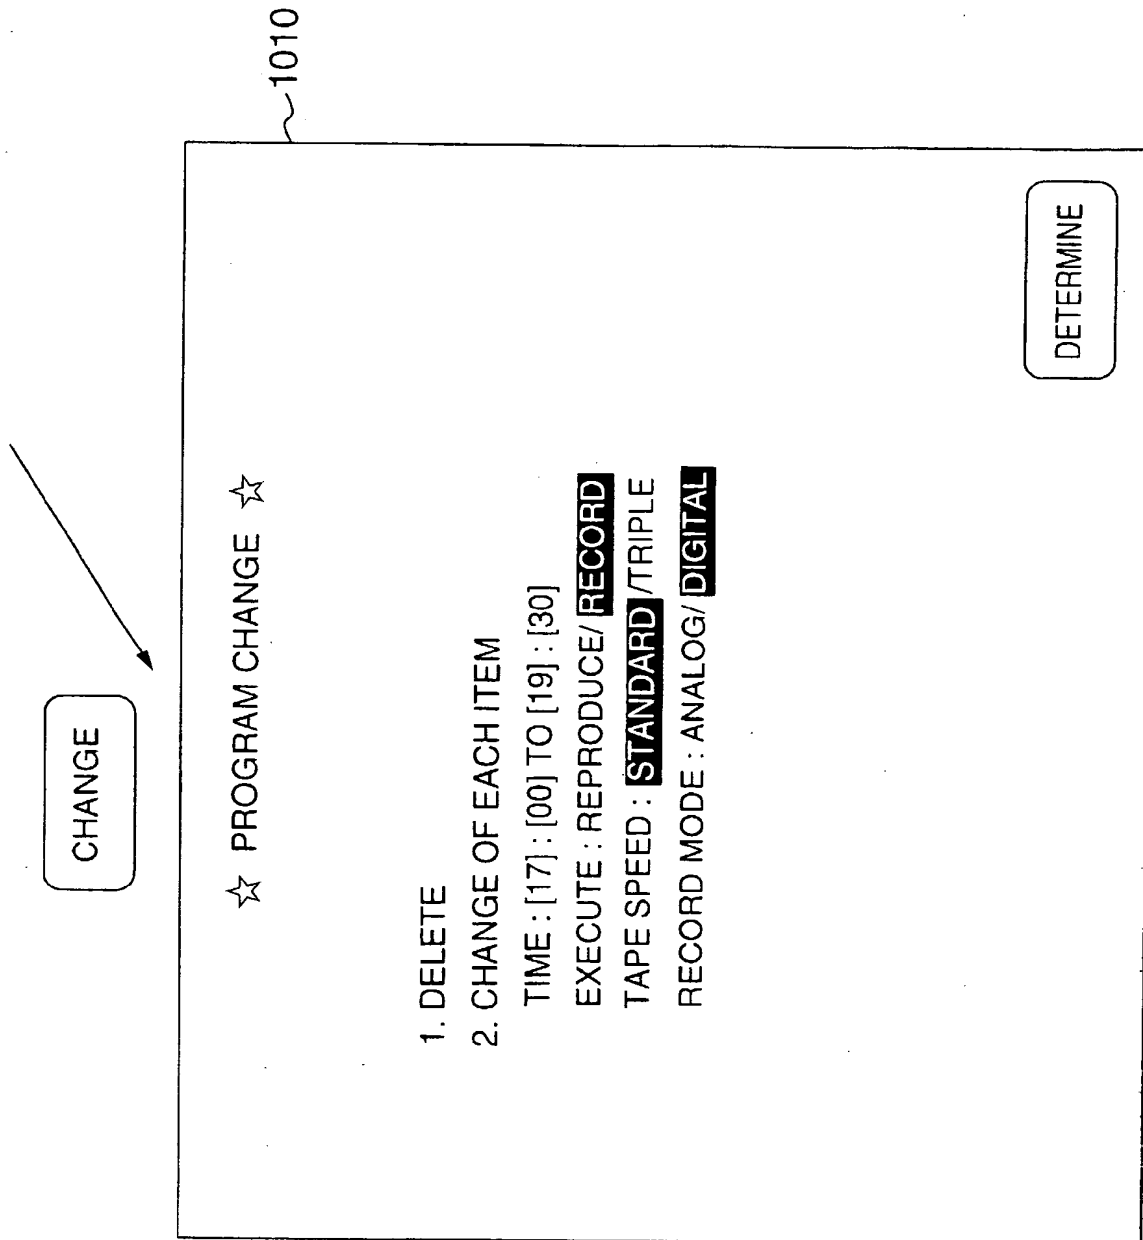 CHANGE
1010
☆ PROGRAM CHANGE ☆
1. DELETE
2. CHANGE OF EACH ITEM
TIME : [17] : [00] TO [19] : [30]
EXECUTE : REPRODUCE/ RECORD
TAPE SPEED : STANDARD /TRIPLE
RECORD MODE : ANALOG/ DIGITAL
DETERMINE